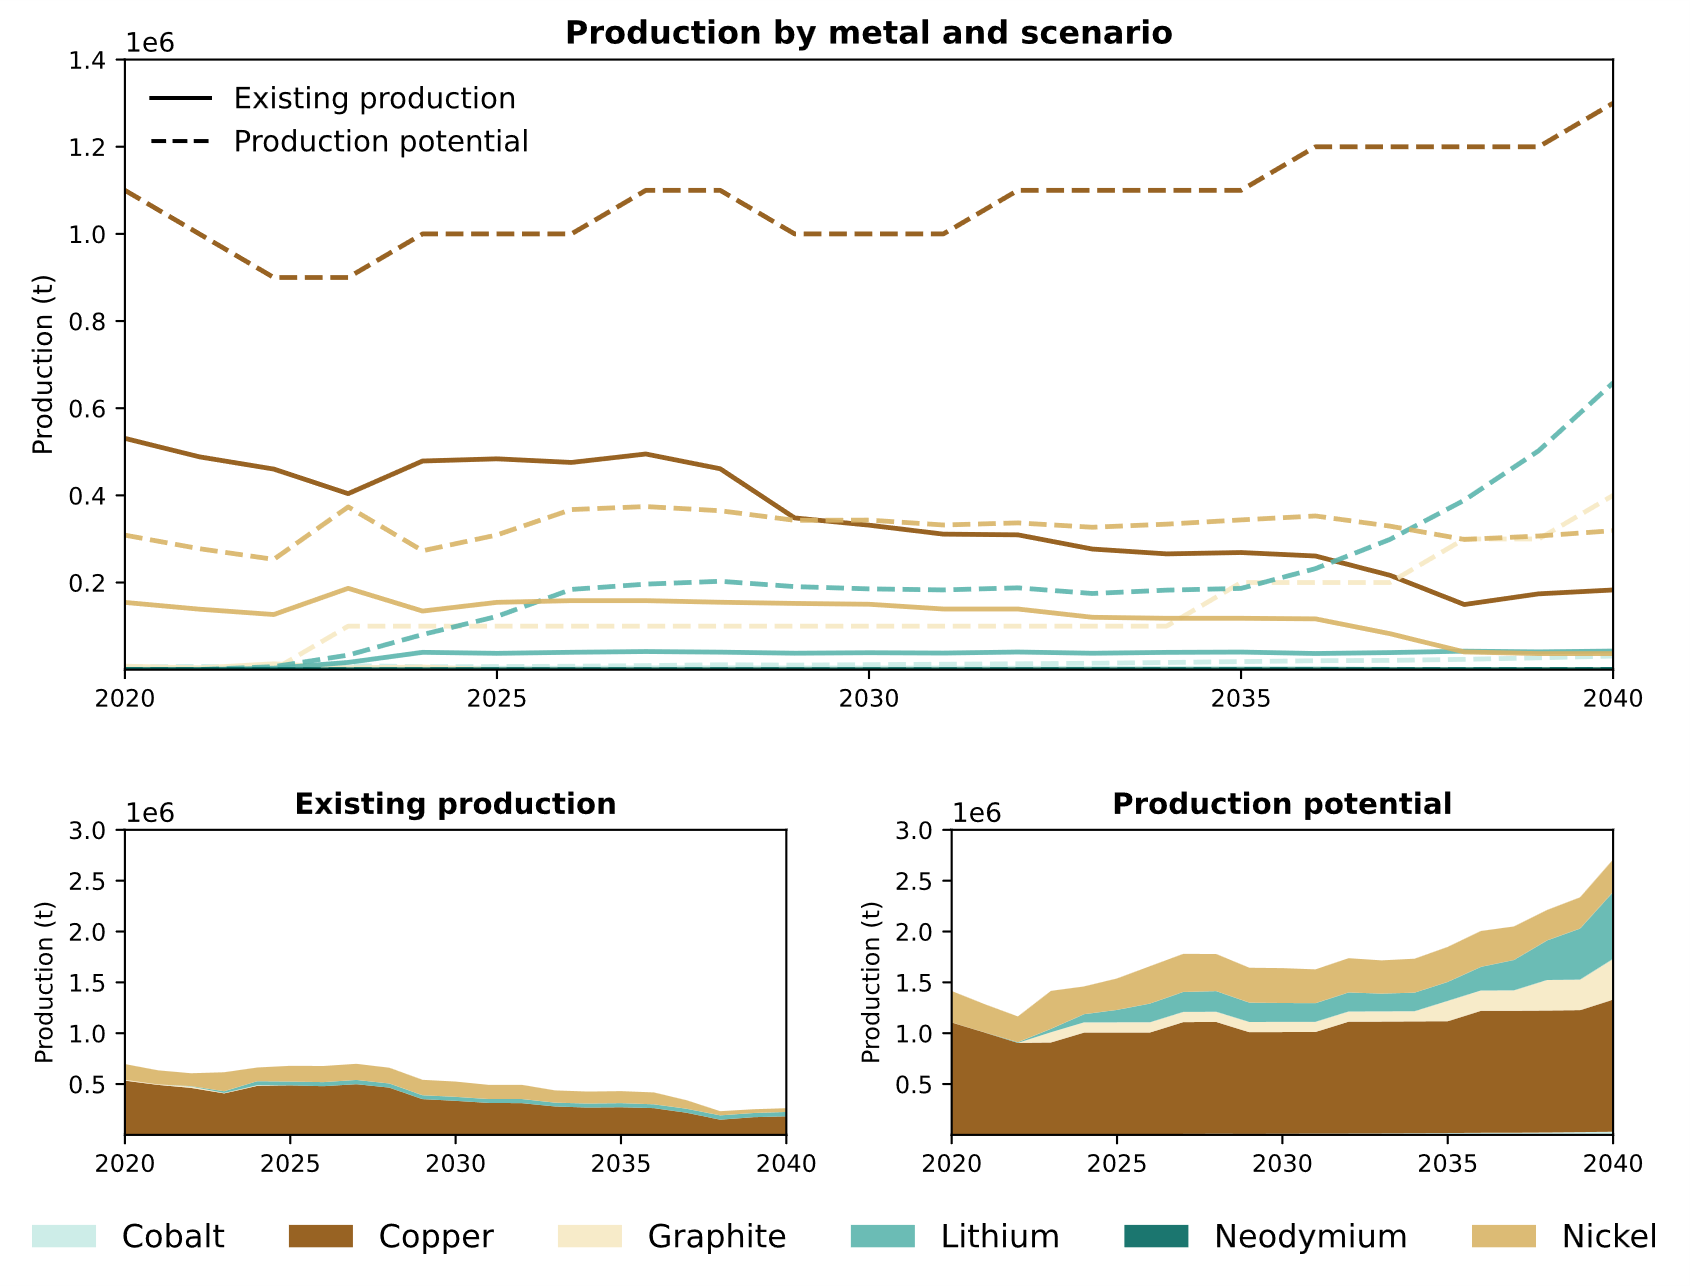 Production by metal and scenario
1e6
1.4
1.2
1.0
0.8
0.6
0.4
0.2
Production (t)
Existing production
Production potential
2020 2025 2030 2035 2040
Existing production
1e6
3.0
2.5
2.0
1.5
1.0
0.5
Production (t)
2020 2025 2030 2035 2040
Production potential
1e6
3.0
2.5
2.0
1.5
1.0
0.5
Production (t)
2020 2025 2030 2035 2040
Cobalt Copper Graphite Lithium Neodymium Nickel